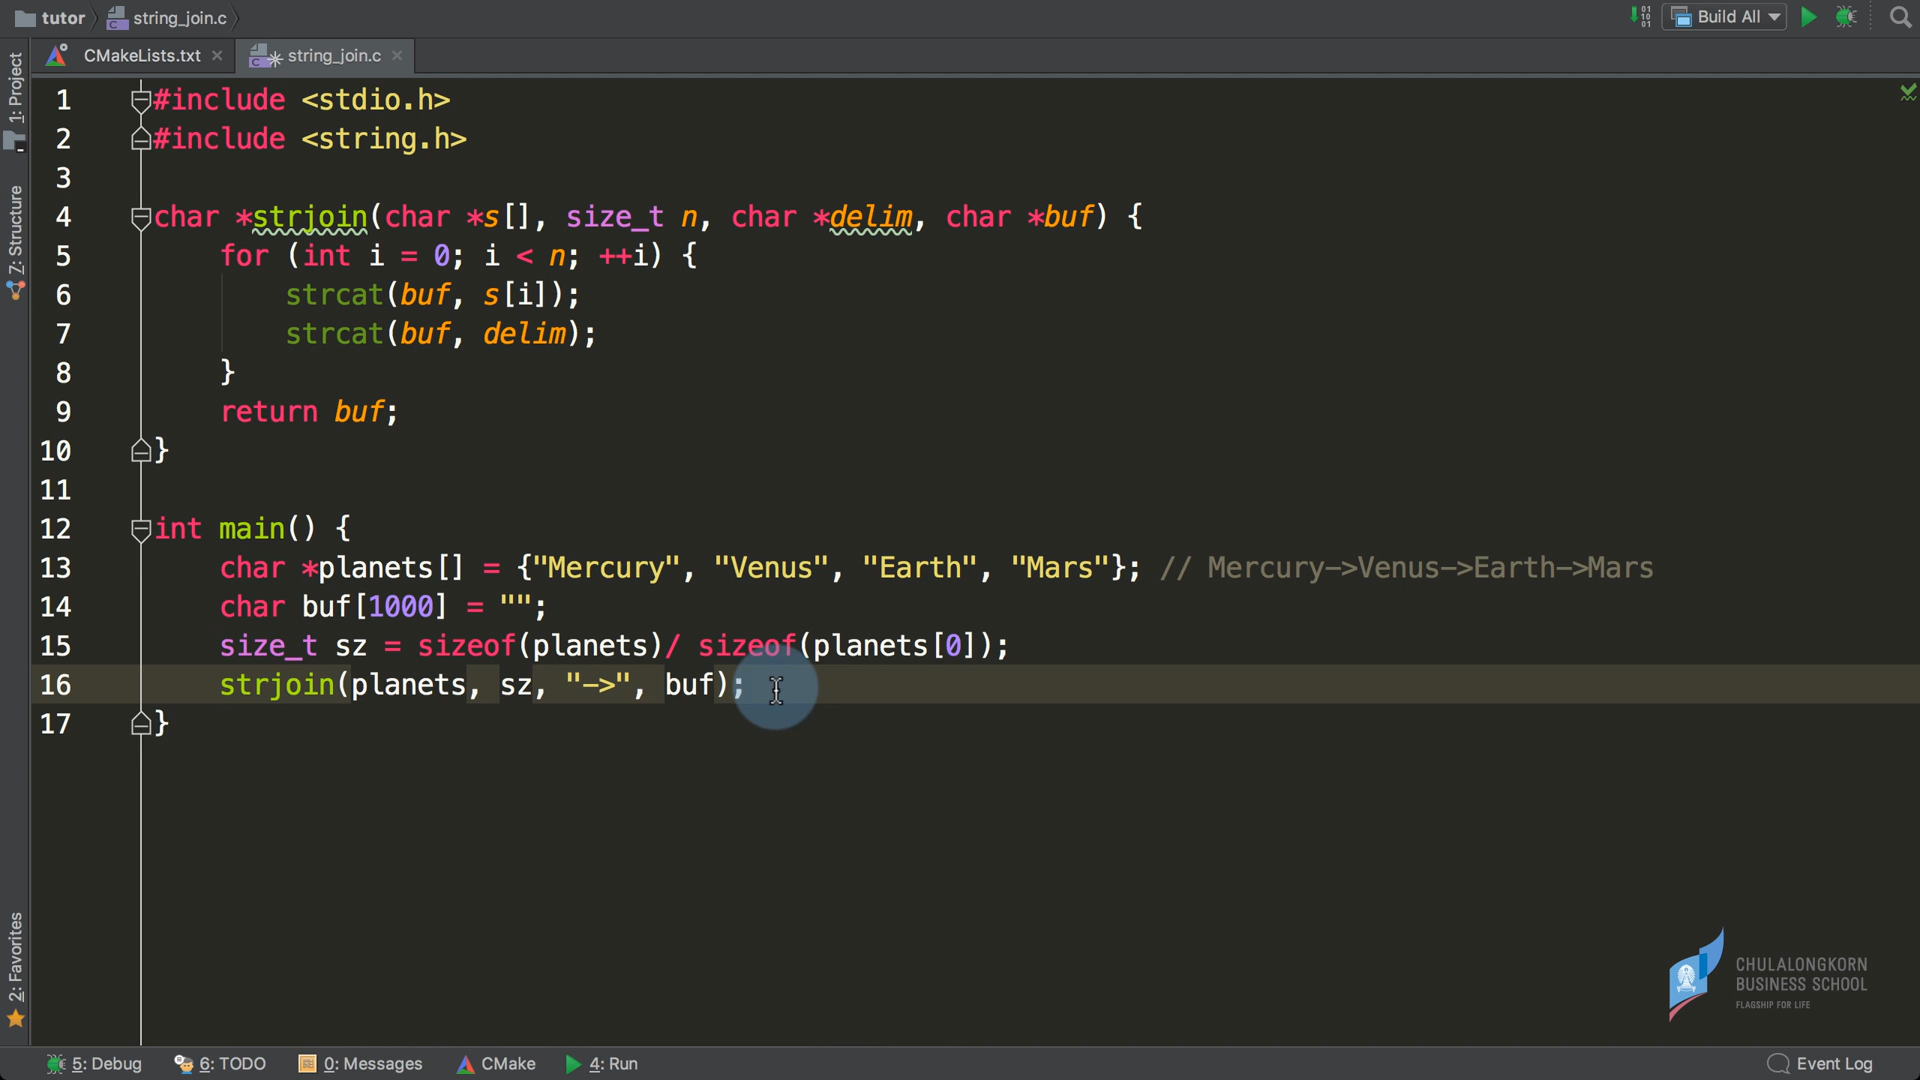 tutor string_join.c Build All
CMakeLists.txt string_join.c
1: Project
7: Structure
2: Favorites
1 #include <stdio.h>
2 #include <string.h>
3
4 char *strjoin(char *s[], size_t n, char *delim, char *buf) {
5 for (int i = 0; i < n; ++i) {
6 strcat(buf, s[i]);
7 strcat(buf, delim);
8 }
9 return buf;
10 }
11
12 int main() {
13 char *planets[] = {"Mercury", "Venus", "Earth", "Mars"}; // Mercury->Venus->Earth->Mars
14 char buf[1000] = "";
15 size_t sz = sizeof(planets)/ sizeof(planets[0]);
16 strjoin(planets, sz, "->", buf);
17 }
CHULALONGKORN
BUSINESS SCHOOL
FLAGSHIP FOR LIFE
5: Debug 6: TODO 0: Messages CMake 4: Run Event Log